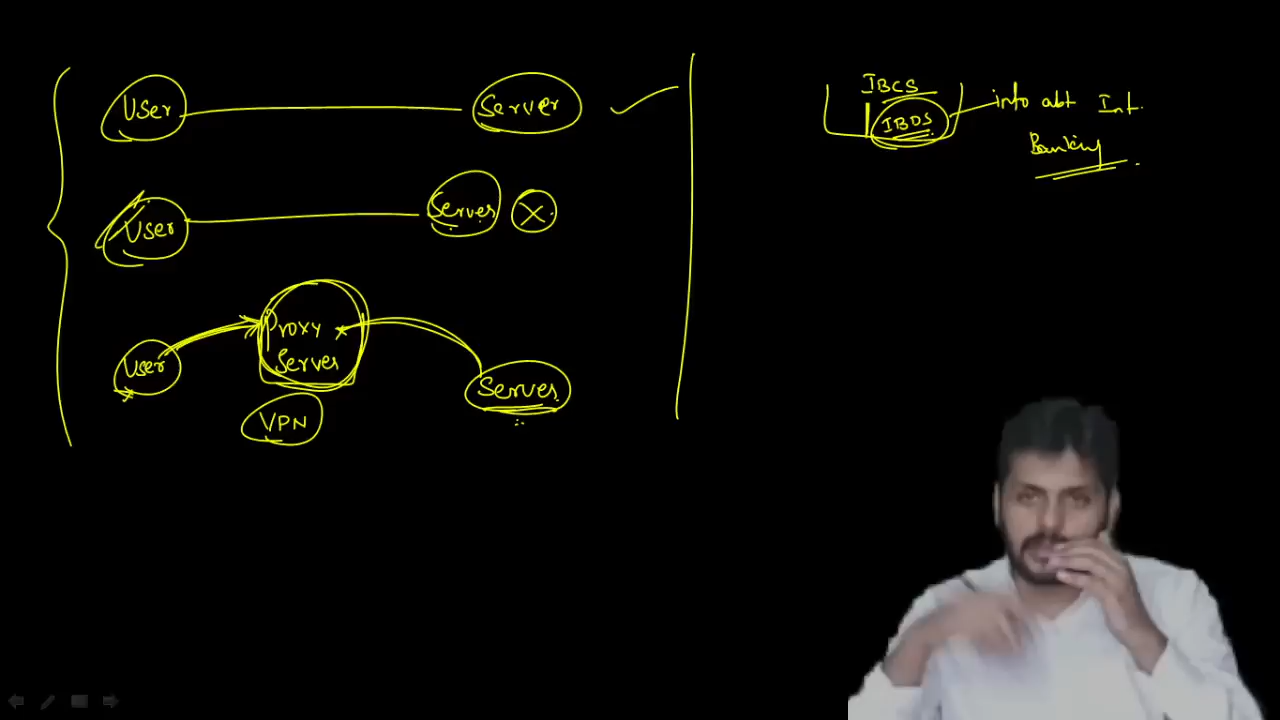 User Server
User Server X
Proxy
Server
User
Server
VPN
IBCS
IBDS
info abt Int.
Banking